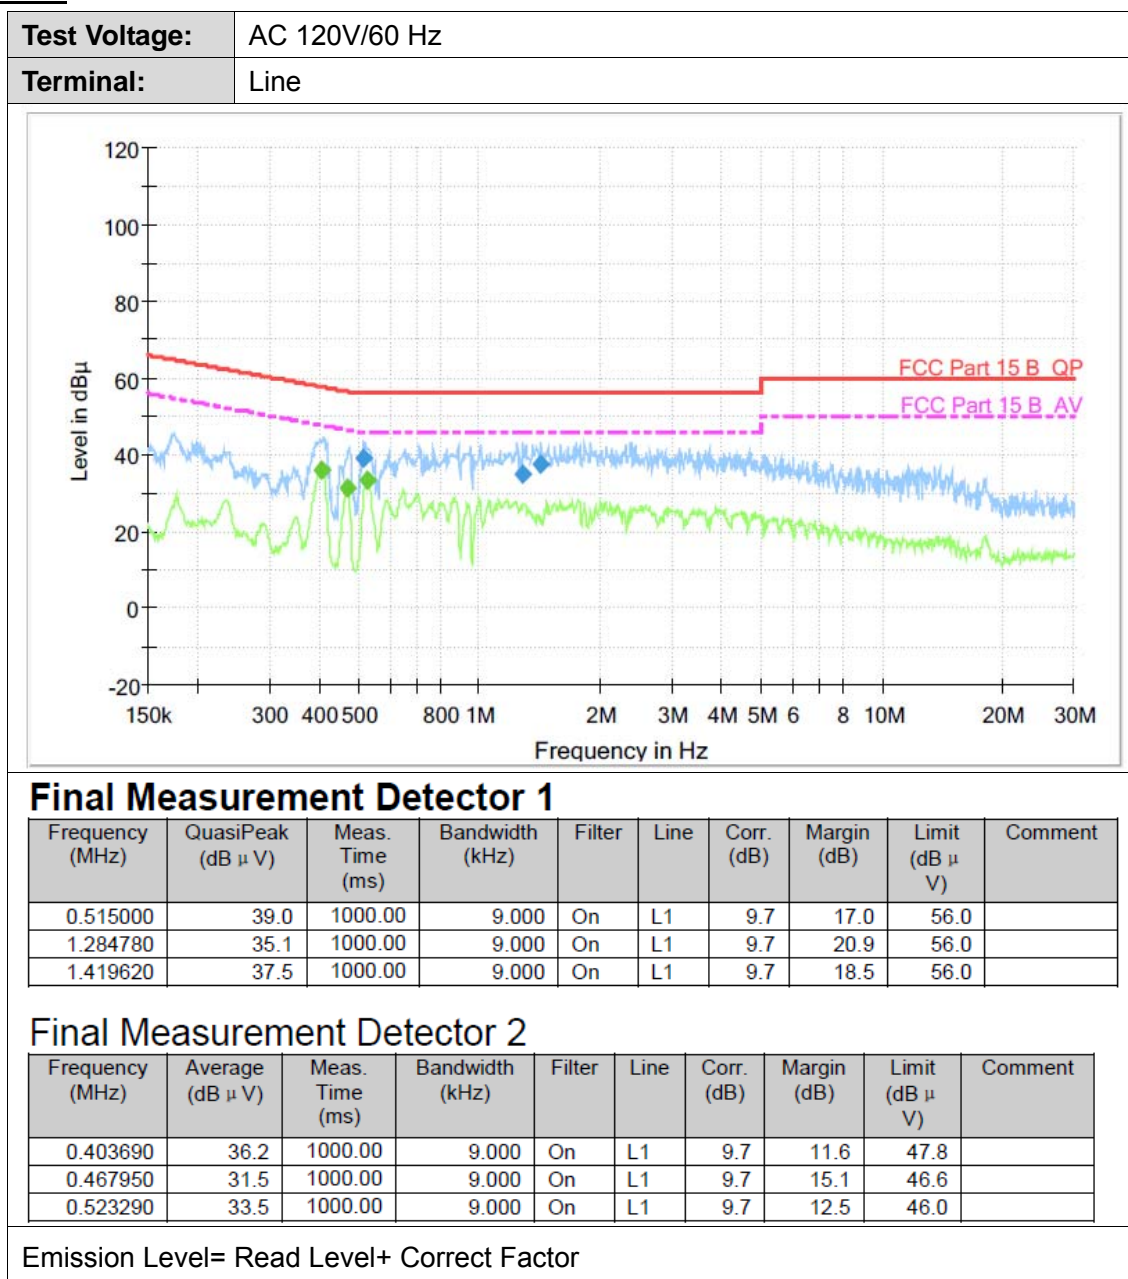 Test Voltage: AC 120V/60 Hz
Terminal: Line
120
100
80
60
40
20
0
-20
Level in dBµ
FCC Part 15 B QP
FCC Part 15 B AV
150k 300 400 500 800 1M 2M 3M 4M 5M 6 8 10M 20M 30M
Frequency in Hz
Final Measurement Detector 1
Frequency (MHz) QuasiPeak (dB µ V) Meas. Time (ms) Bandwidth (kHz) Filter Line Corr. (dB) Margin (dB) Limit (dB µ V) Comment
0.515000 39.0 1000.00 9.000 On L1 9.7 17.0 56.0
1.284780 35.1 1000.00 9.000 On L1 9.7 20.9 56.0
1.419620 37.5 1000.00 9.000 On L1 9.7 18.5 56.0
Final Measurement Detector 2
Frequency (MHz) Average (dB µ V) Meas. Time (ms) Bandwidth (kHz) Filter Line Corr. (dB) Margin (dB) Limit (dB µ V) Comment
0.403690 36.2 1000.00 9.000 On L1 9.7 11.6 47.8
0.467950 31.5 1000.00 9.000 On L1 9.7 15.1 46.6
0.523290 33.5 1000.00 9.000 On L1 9.7 12.5 46.0
Emission Level= Read Level+ Correct Factor